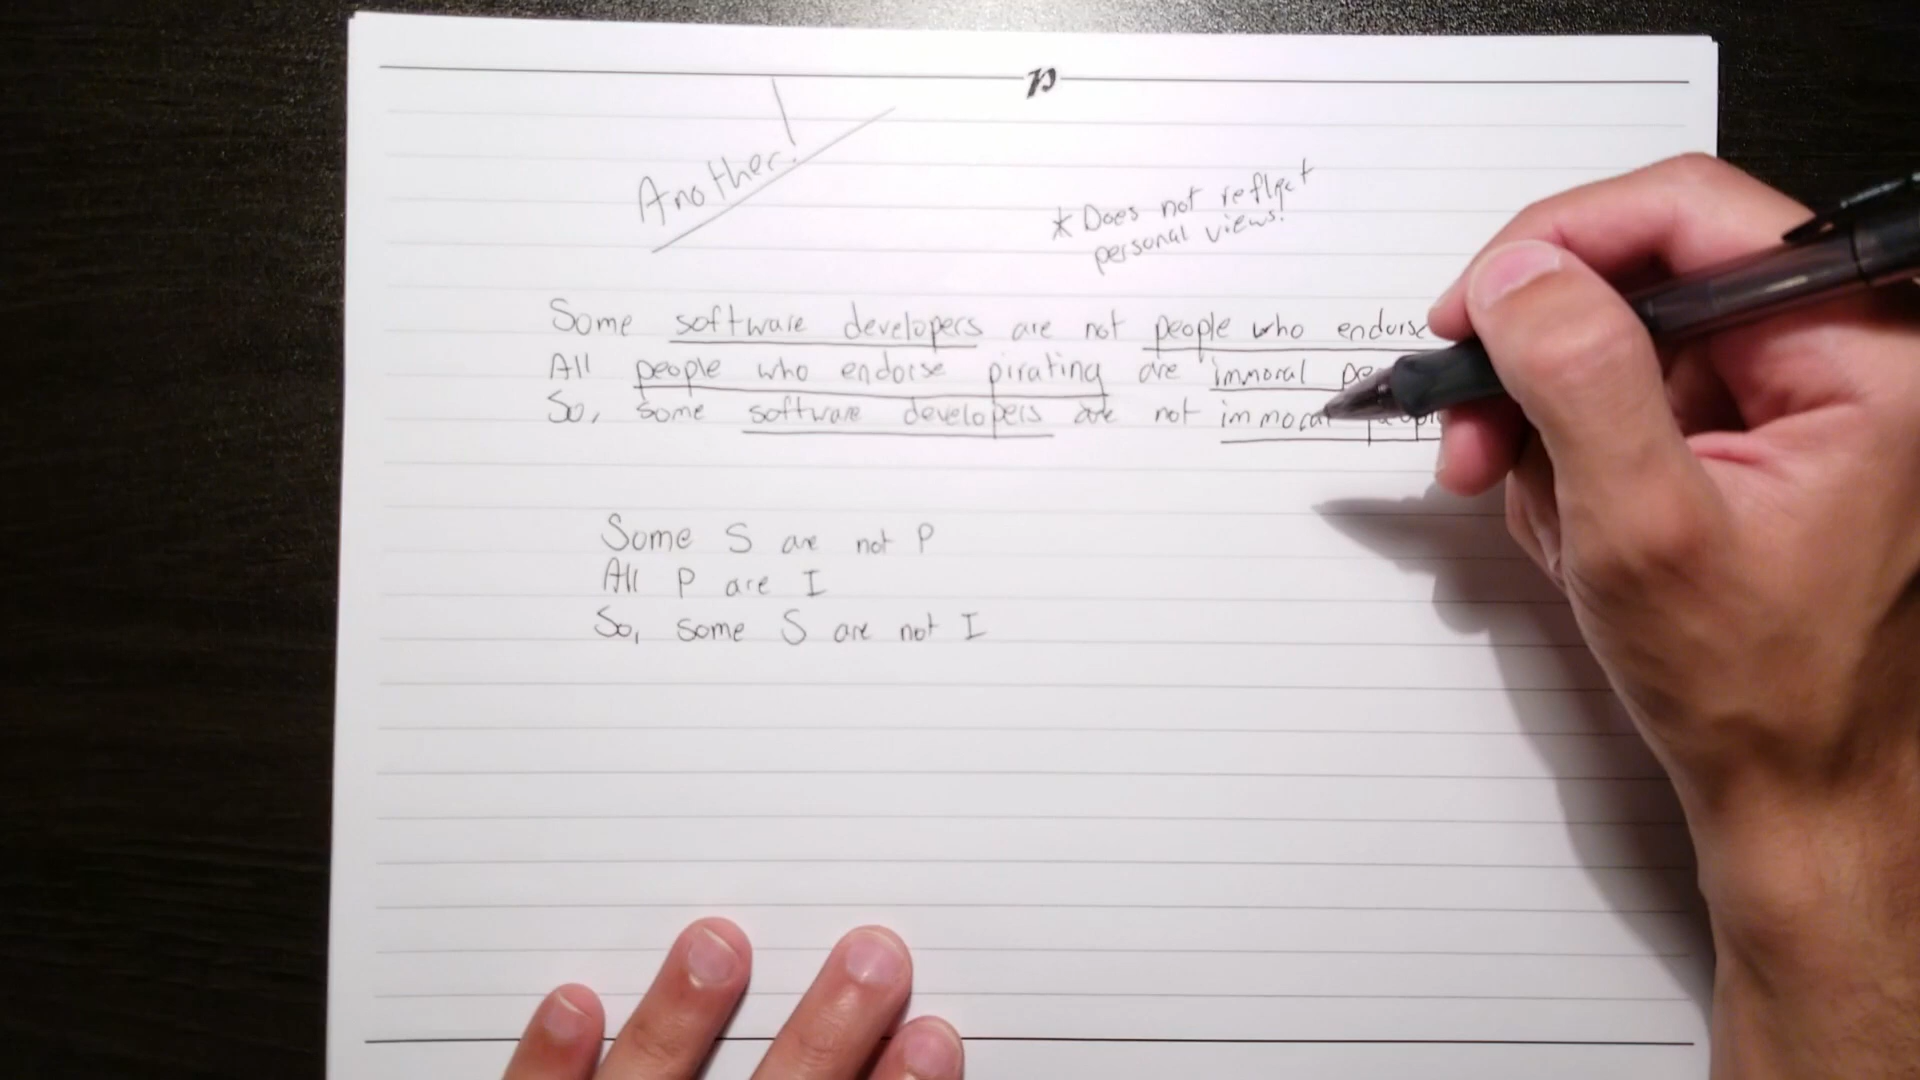 p
Another!
*Does not reflect
personal views!
Some software developers are not people who endorse
All people who endorse pirating are immoral
So, some software developers are not immoral people
Some S are not P
All P are I
So, some S are not I